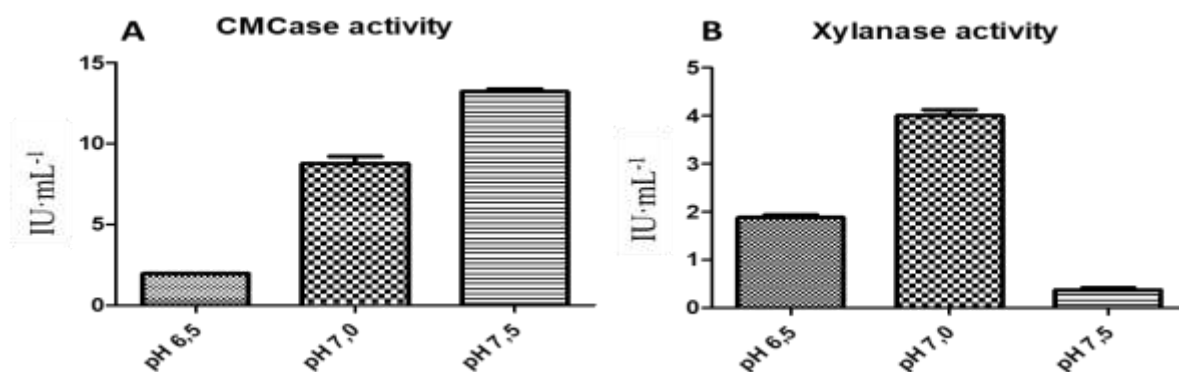 A
CMCase activity
15
10
5
0
IU·mL⁻¹
pH 6,5
pH 7,0
pH 7,5
B
Xylanase activity
5
4
3
2
1
0
IU·mL⁻¹
pH 6,5
pH 7,0
pH 7,5